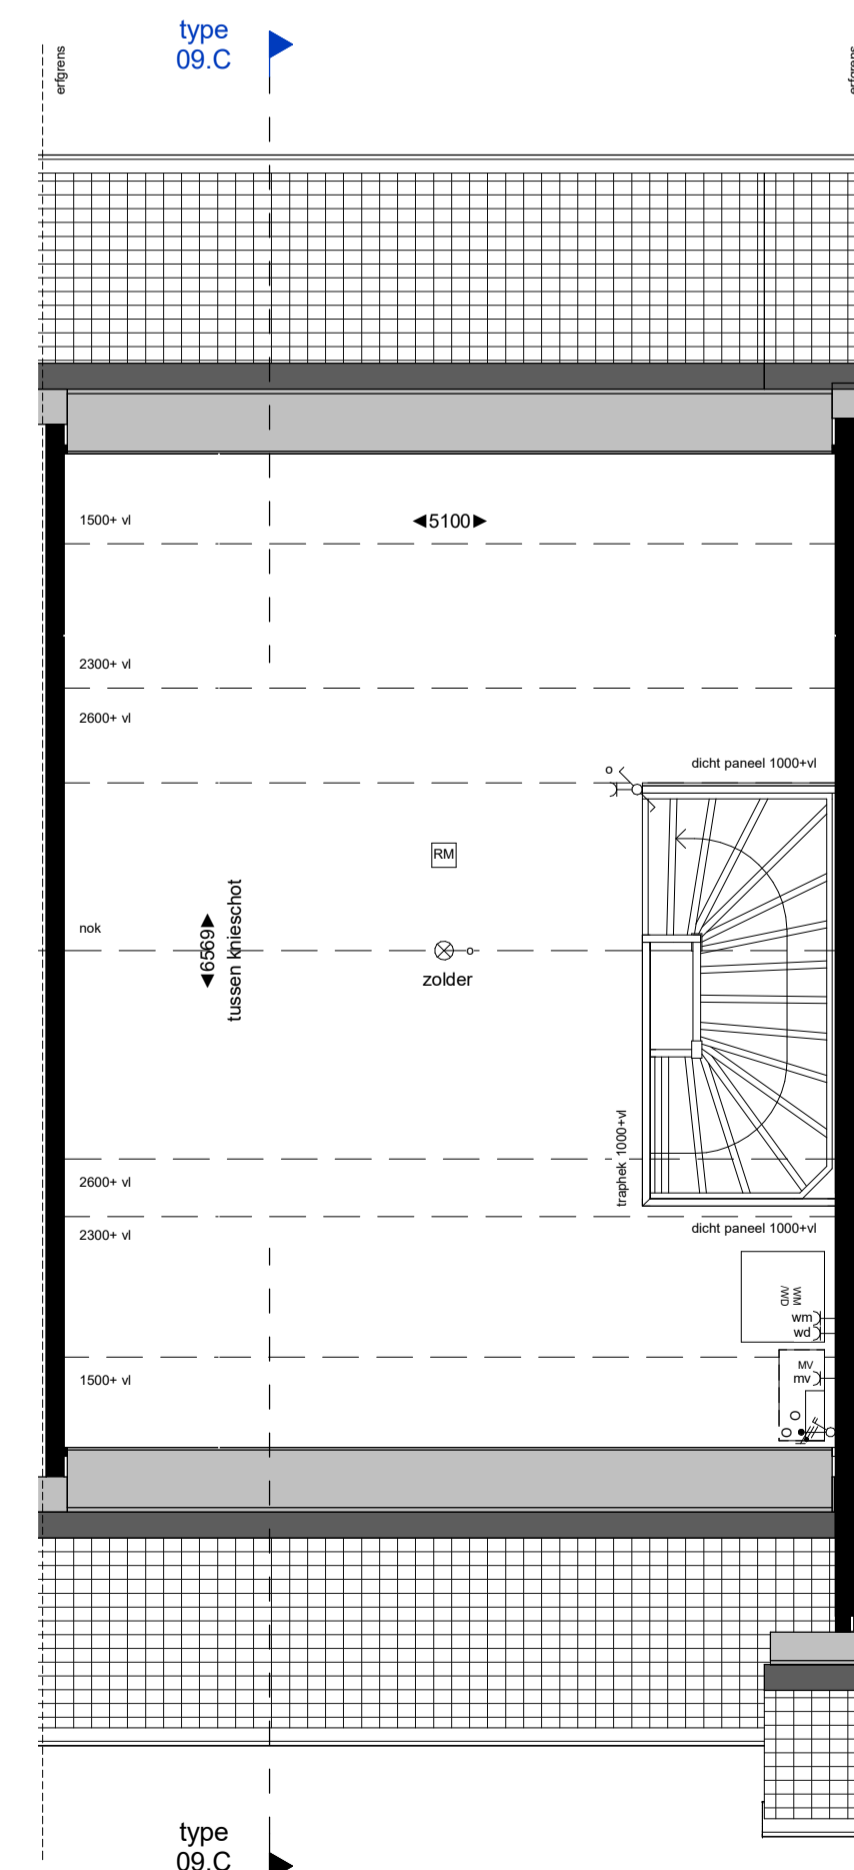 type
09.C
erfgrens
erfgrens
1500+ vl
5100
2300+ vl
2600+ vl
dicht paneel 1000+vl
RM
nok
6569
tussen knieschot
zolder
traphek 1000+vl
2600+ vl
2300+ vl
dicht paneel 1000+vl
WM
/WD
wm
wd
MV
mv
1500+ vl
type
09.C